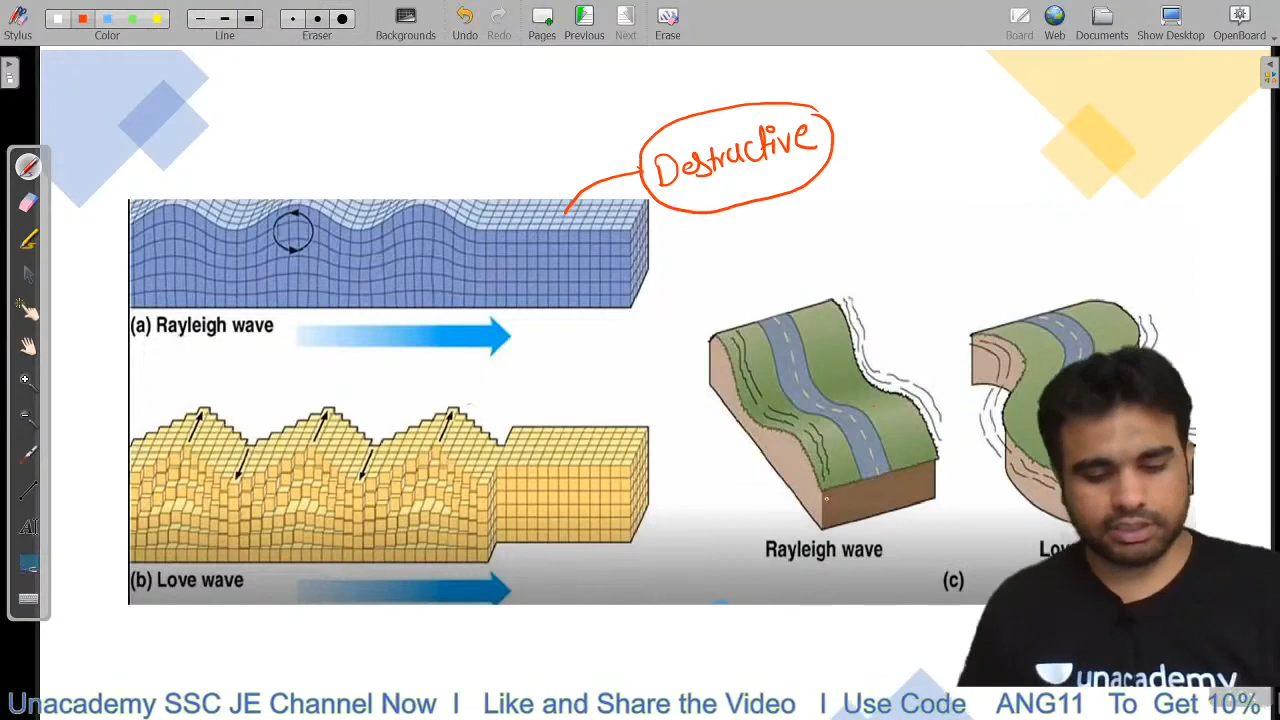 Stylus
Color
Line
Eraser
Backgrounds
Undo
Redo
Pages
Previous
Next
Erase
Board
Web
Documents
Show Desktop
OpenBoard
Destructive
(a) Rayleigh wave
(b) Love wave
Rayleigh wave
(c)
unacademy
Unacademy SSC JE Channel Now I Like and Share the Video I Use Code ANG11 To Get 10%